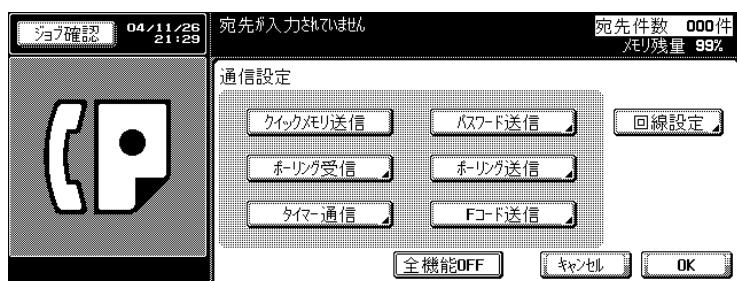 ジョブ確認
04/11/26
21:29
宛先が入力されていません
宛先件数 000件
メモリ残量 99%
通信設定
クイックメモリ送信
パスワード送信
回線設定
ポーリング受信
ポーリング送信
タイマー通信
Fコード送信
全機能OFF
キャンセル
OK